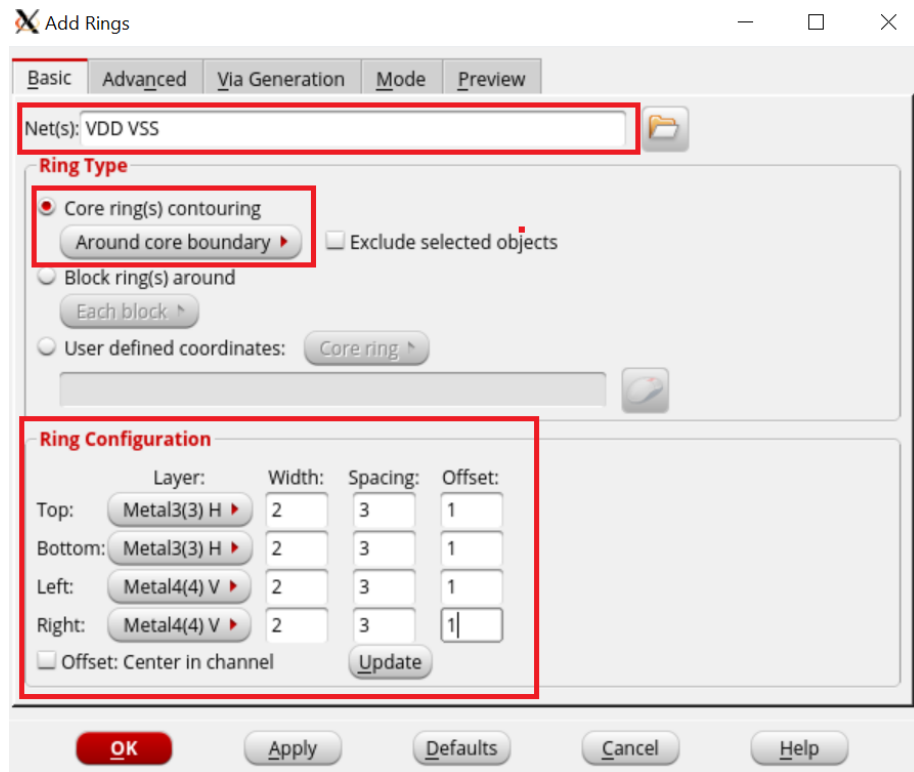 Add Rings
Basic Advanced Via Generation Mode Preview
Net(s): VDD VSS
Ring Type
Core ring(s) contouring
Around core boundary Exclude selected objects
Block ring(s) around
Each block
User defined coordinates: Core ring
Ring Configuration
Layer: Width: Spacing: Offset:
Top: Metal3(3) H 2 3 1
Bottom: Metal3(3) H 2 3 1
Left: Metal4(4) V 2 3 1
Right: Metal4(4) V 2 3 1
Offset: Center in channel Update
OK Apply Defaults Cancel Help